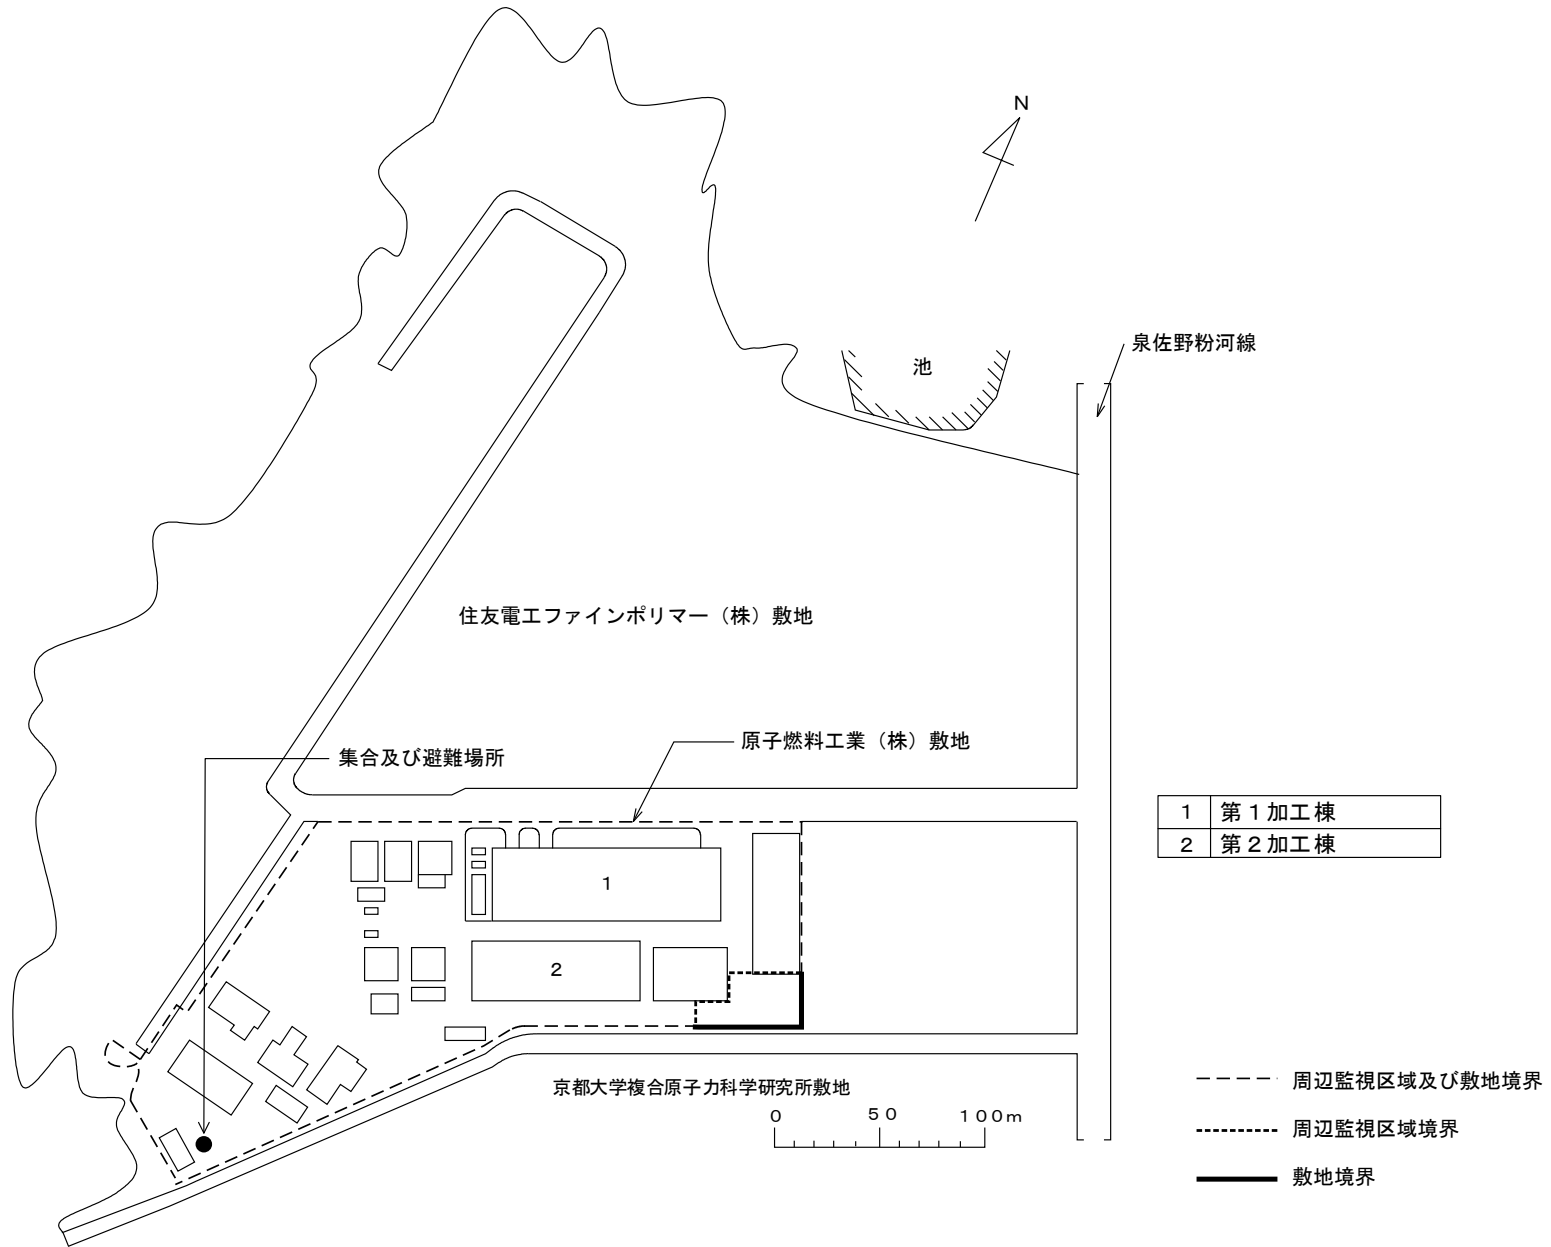 N
泉佐野粉河線
池
住友電工ファインポリマー（株）敷地
原子燃料工業（株）敷地
集合及び避難場所
1 第１加工棟
2 第２加工棟
1
2
京都大学複合原子力科学研究所敷地
0 50 100m
周辺監視区域及び敷地境界
周辺監視区域境界
敷地境界